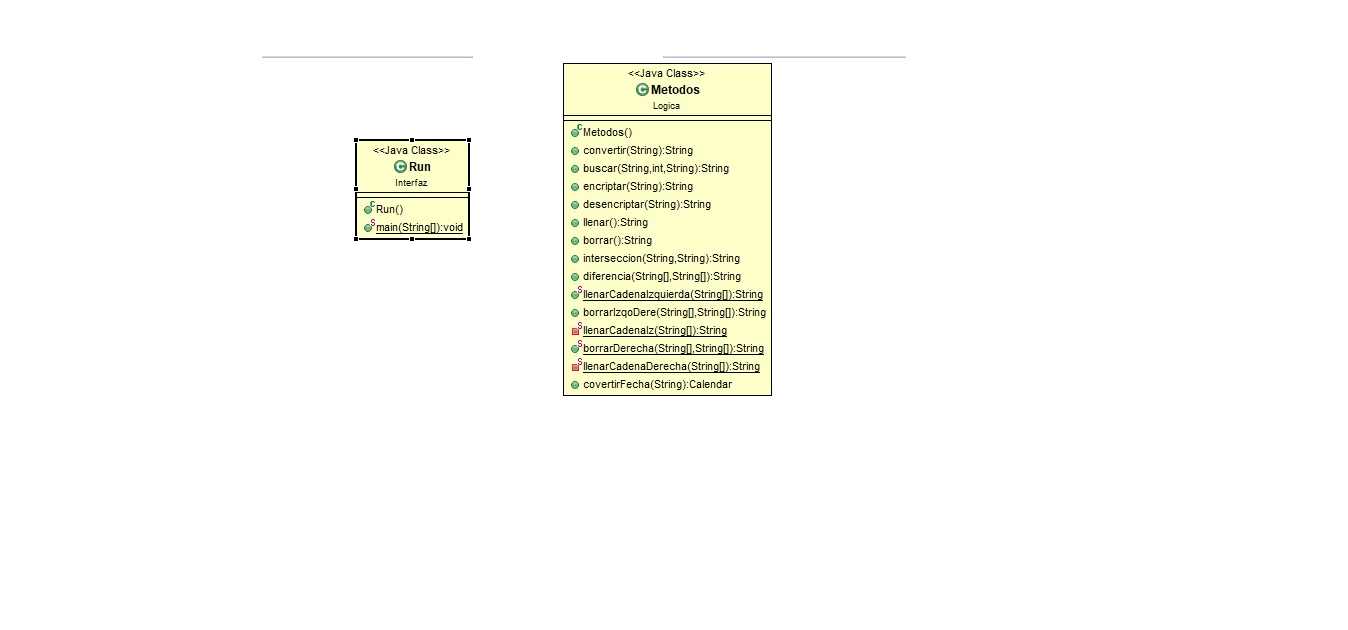 <<Java Class>>
Run
Interfaz
Run()
main(String[]):void
<<Java Class>>
Metodos
Logica
Metodos()
convertir(String):String
buscar(String,int,String):String
encriptar(String):String
desencriptar(String):String
llenar():String
borrar():String
interseccion(String,String):String
diferencia(String[],String[]):String
llenarCadenaIzquierda(String[]):String
borrarIzqoDere(String[],String[]):String
llenarCadenaIz(String[]):String
borrarDerecha(String[],String[]):String
llenarCadenaDerecha(String[]):String
covertirFecha(String):Calendar